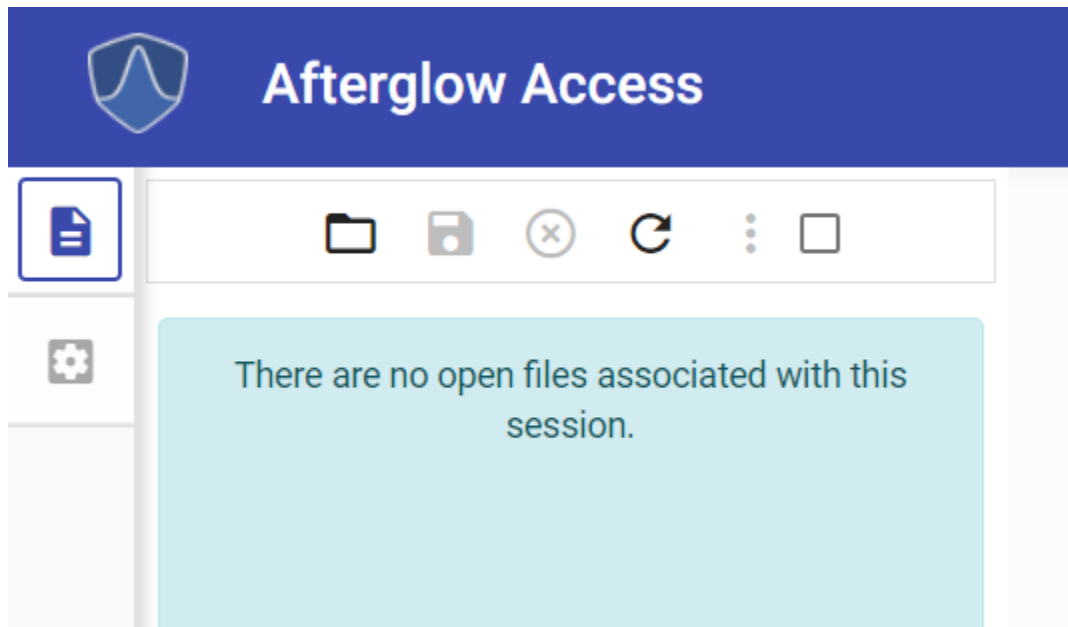 Afterglow Access
There are no open files associated with this
session.